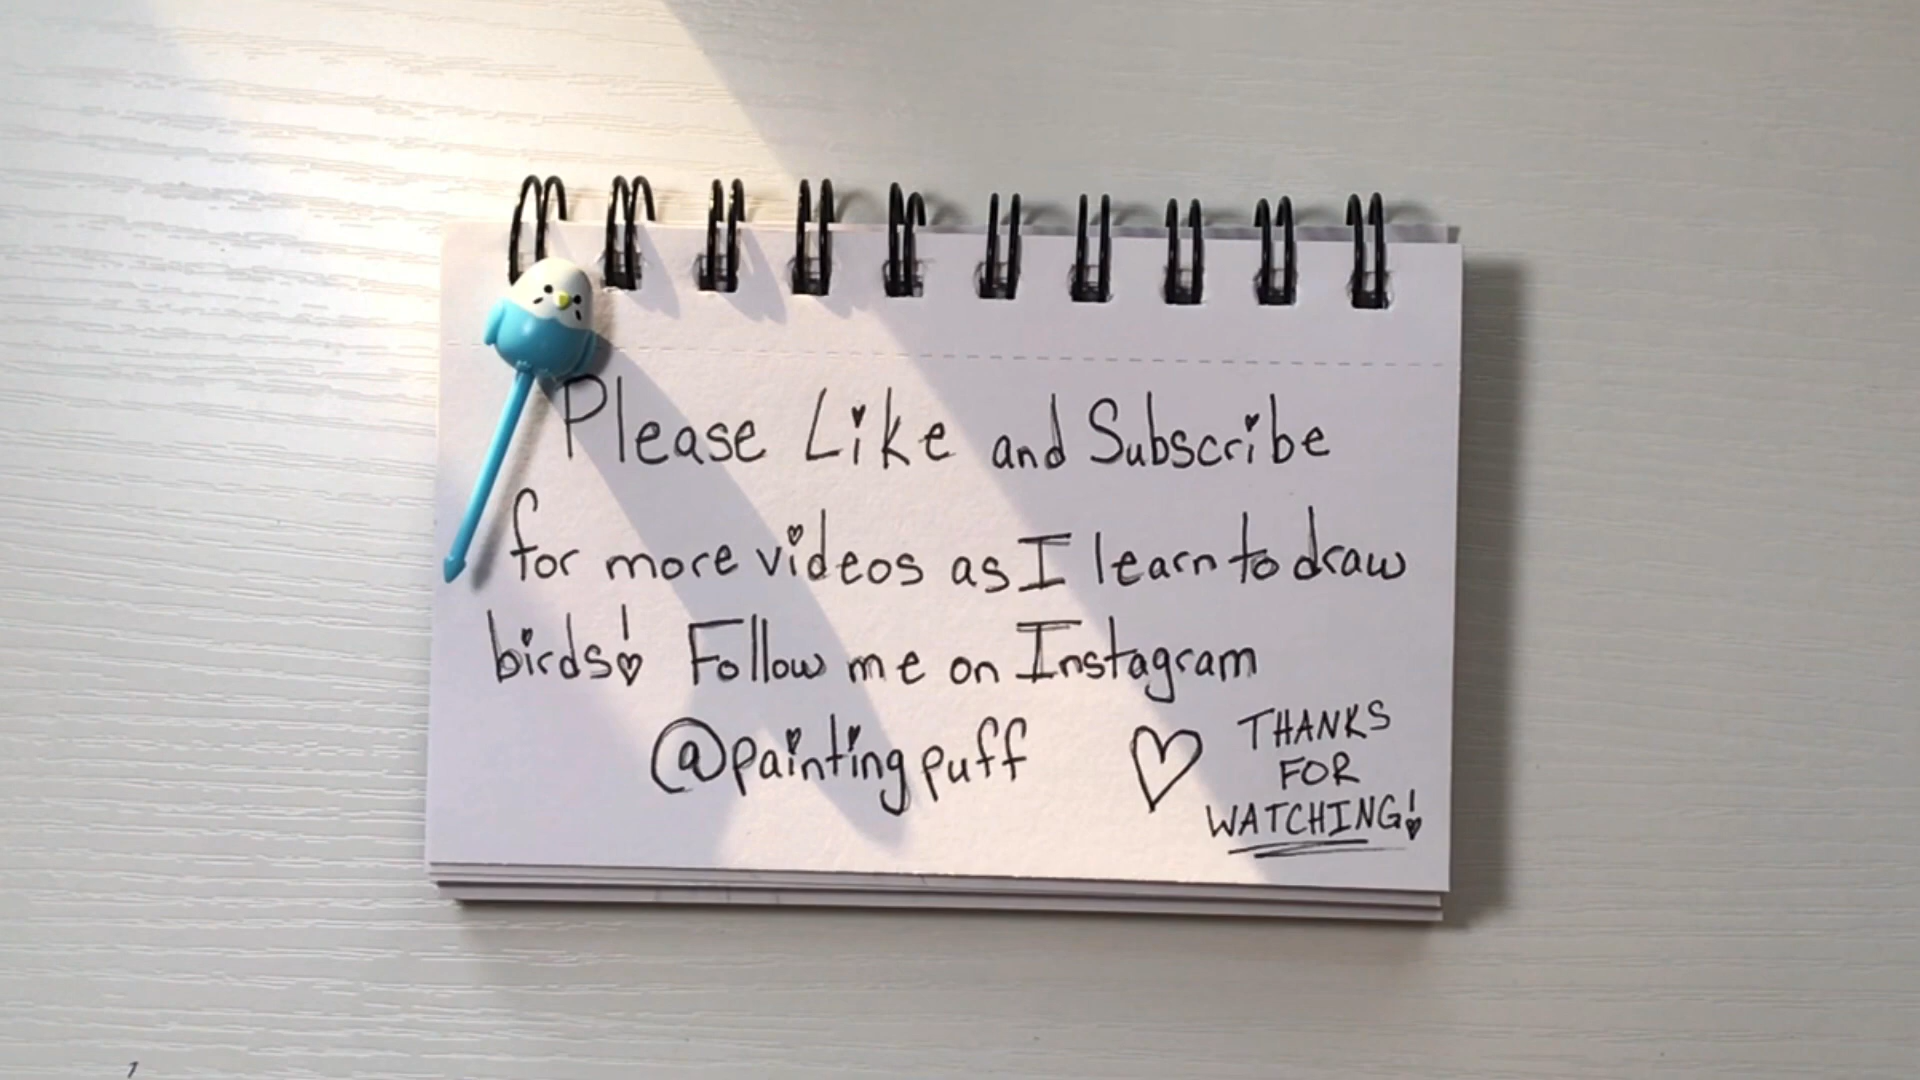 Please Like and Subscribe
for more videos as I learn to draw
birds! Follow me on Instagram
@paintingpuff
THANKS
FOR
WATCHING!